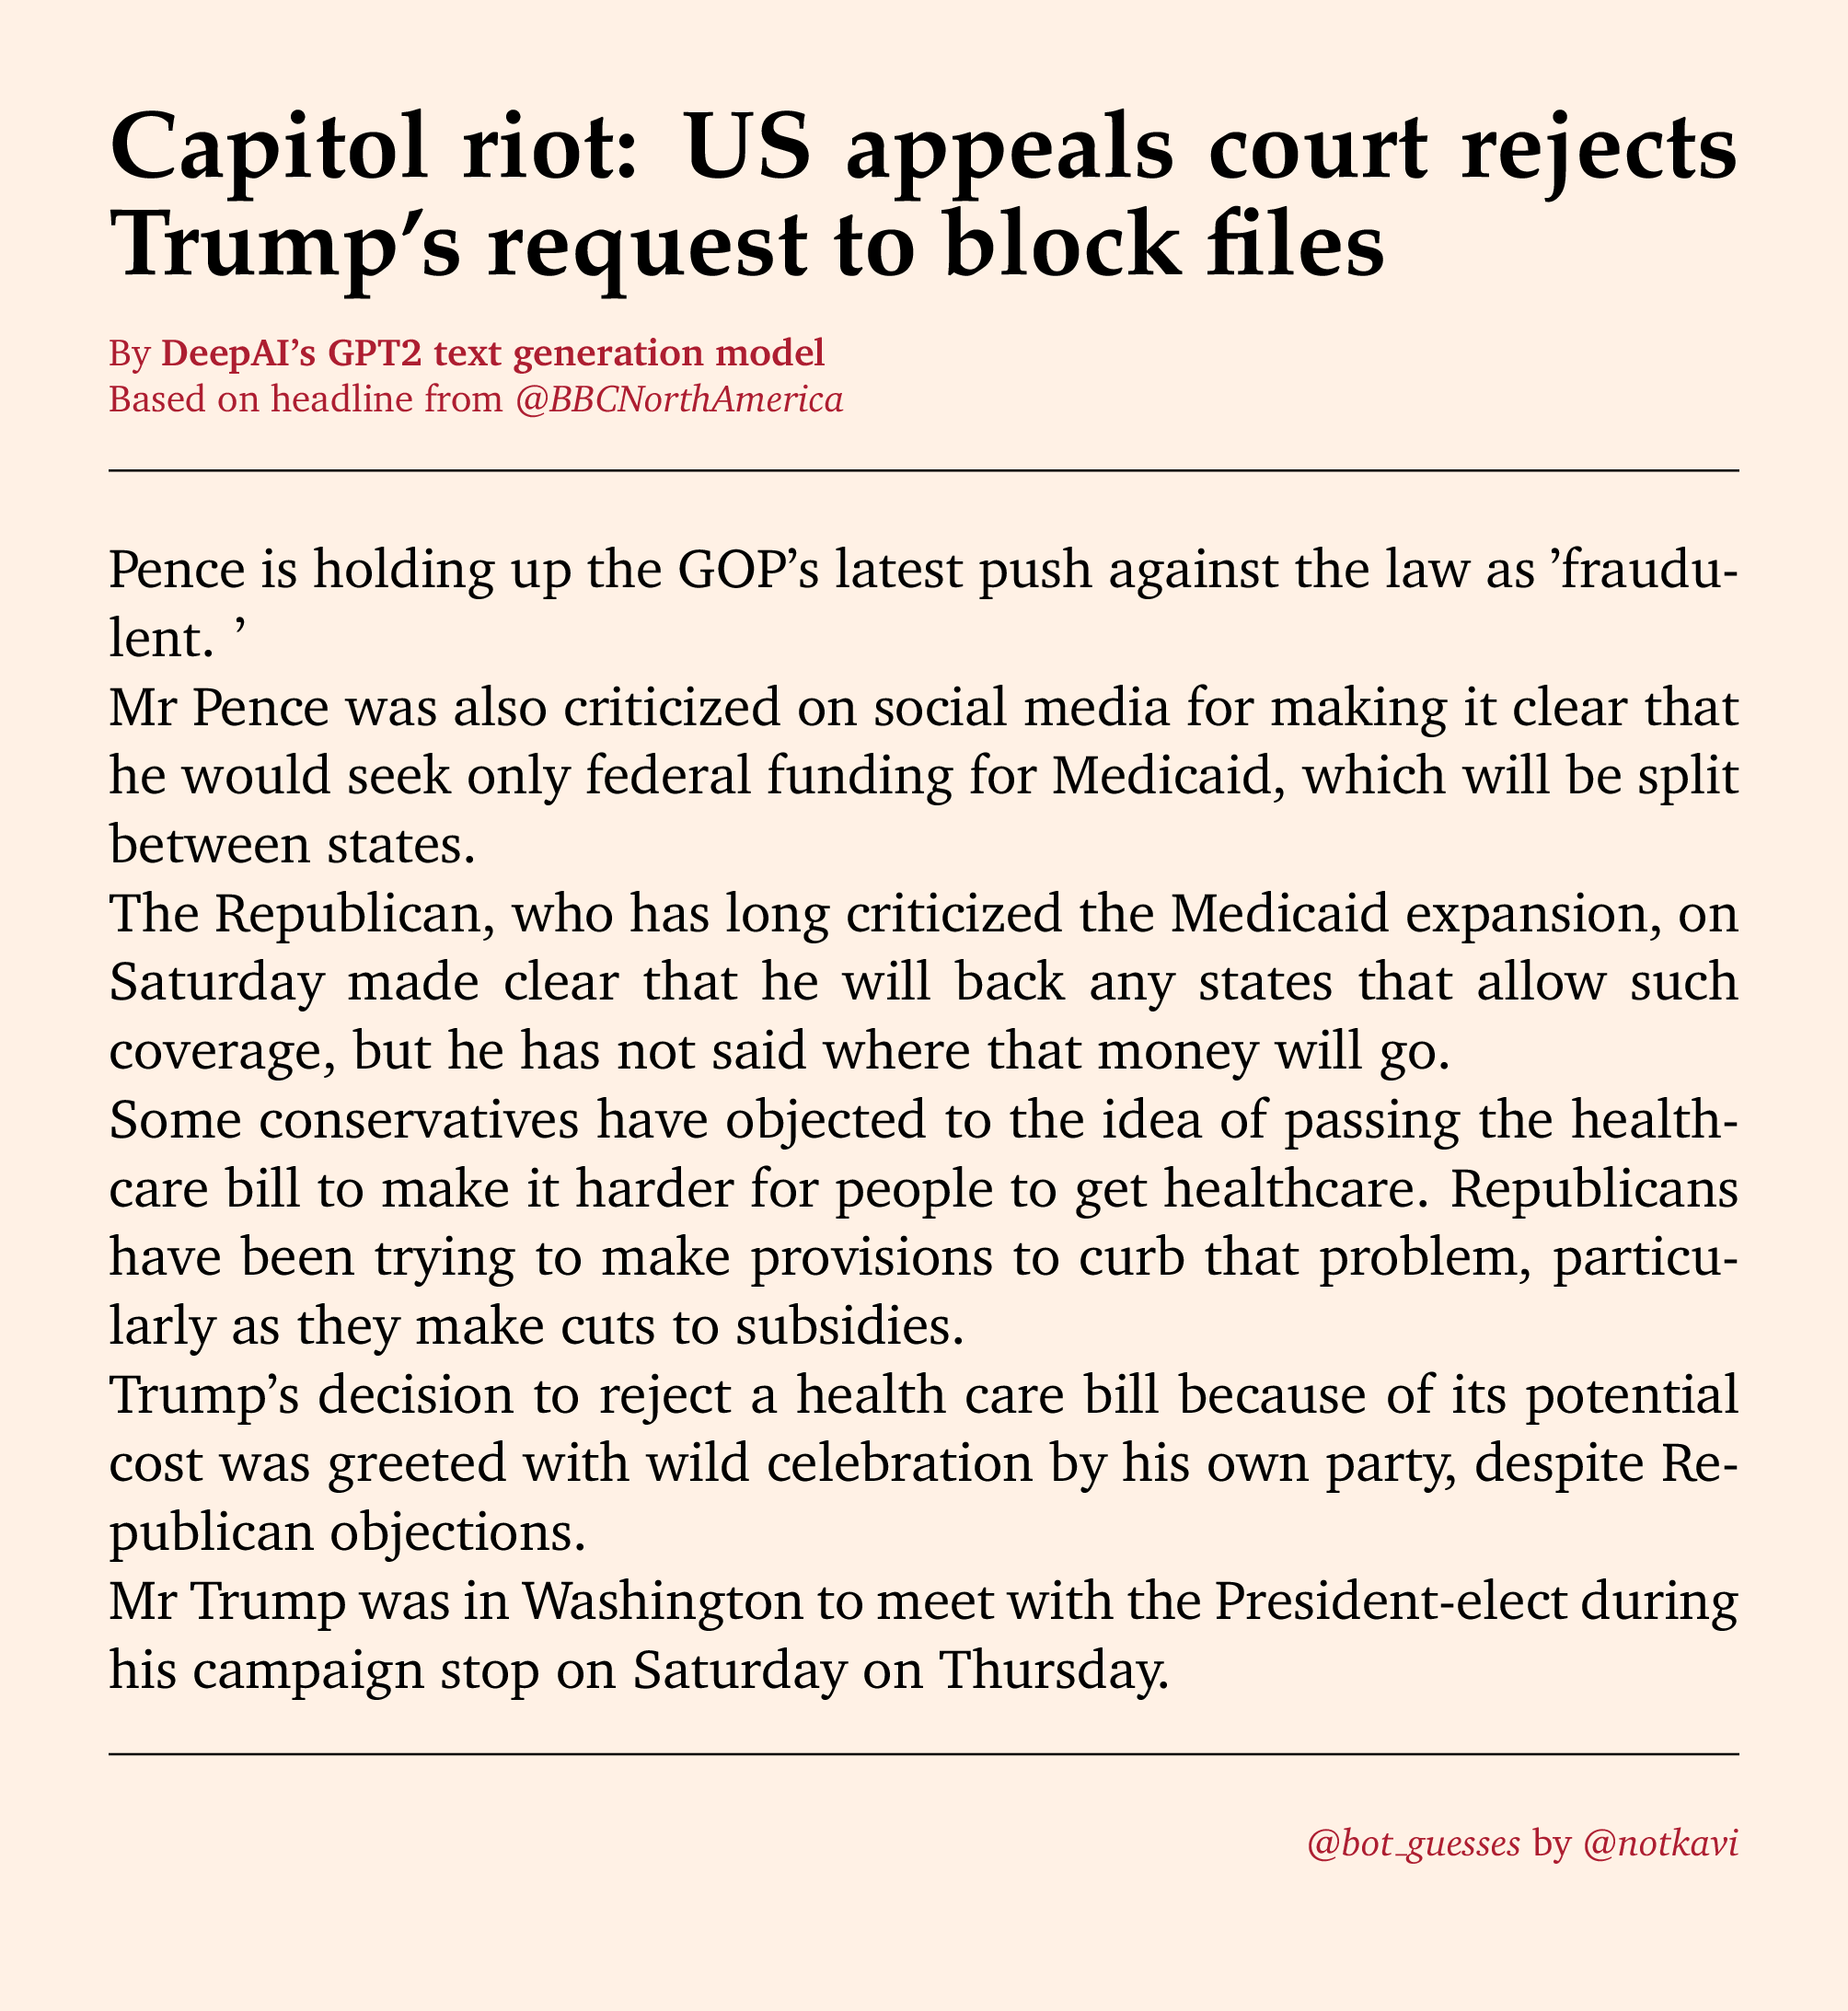 Capitol riot: US appeals court rejects
Trump's request to block files
By DeepAI's GPT2 text generation model
Based on headline from @BBCNorthAmerica
Pence is holding up the GOP's latest push against the law as ’fraudu-
lent. ’
Mr Pence was also criticized on social media for making it clear that
he would seek only federal funding for Medicaid, which will be split
between states.
The Republican, who has long criticized the Medicaid expansion, on
Saturday made clear that he will back any states that allow such
coverage, but he has not said where that money will go.
Some conservatives have objected to the idea of passing the health-
care bill to make it harder for people to get healthcare. Republicans
have been trying to make provisions to curb that problem, particu-
larly as they make cuts to subsidies.
Trump’s decision to reject a health care bill because of its potential
cost was greeted with wild celebration by his own party, despite Re-
publican objections.
Mr Trump was in Washington to meet with the President-elect during
his campaign stop on Saturday on Thursday.
@bot_guesses by @notkavi